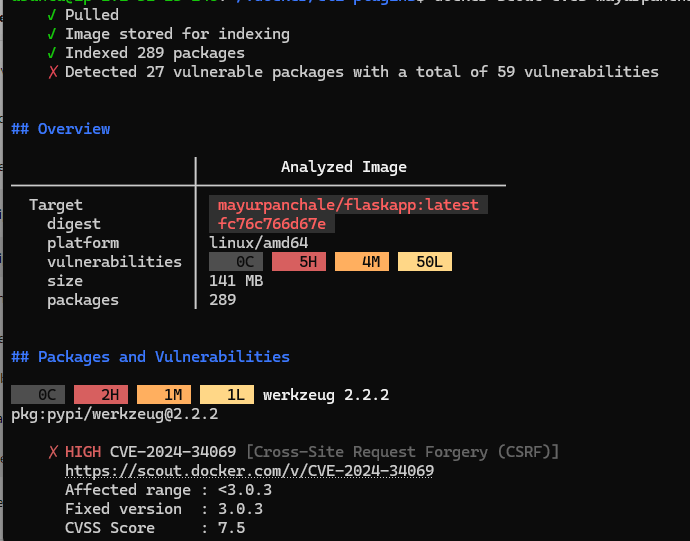 ✓ Pulled
✓ Image stored for indexing
✓ Indexed 289 packages
✗ Detected 27 vulnerable packages with a total of 59 vulnerabilities
## Overview
Analyzed Image
Target mayurpanchale/flaskapp:latest
digest fc76c766d67e
platform linux/amd64
vulnerabilities 0C 5H 4M 50L
size 141 MB
packages 289
## Packages and Vulnerabilities
0C 2H 1M 1L werkzeug 2.2.2
pkg:pypi/werkzeug@2.2.2
✗ HIGH CVE-2024-34069 [Cross-Site Request Forgery (CSRF)]
https://scout.docker.com/v/CVE-2024-34069
Affected range : <3.0.3
Fixed version : 3.0.3
CVSS Score : 7.5